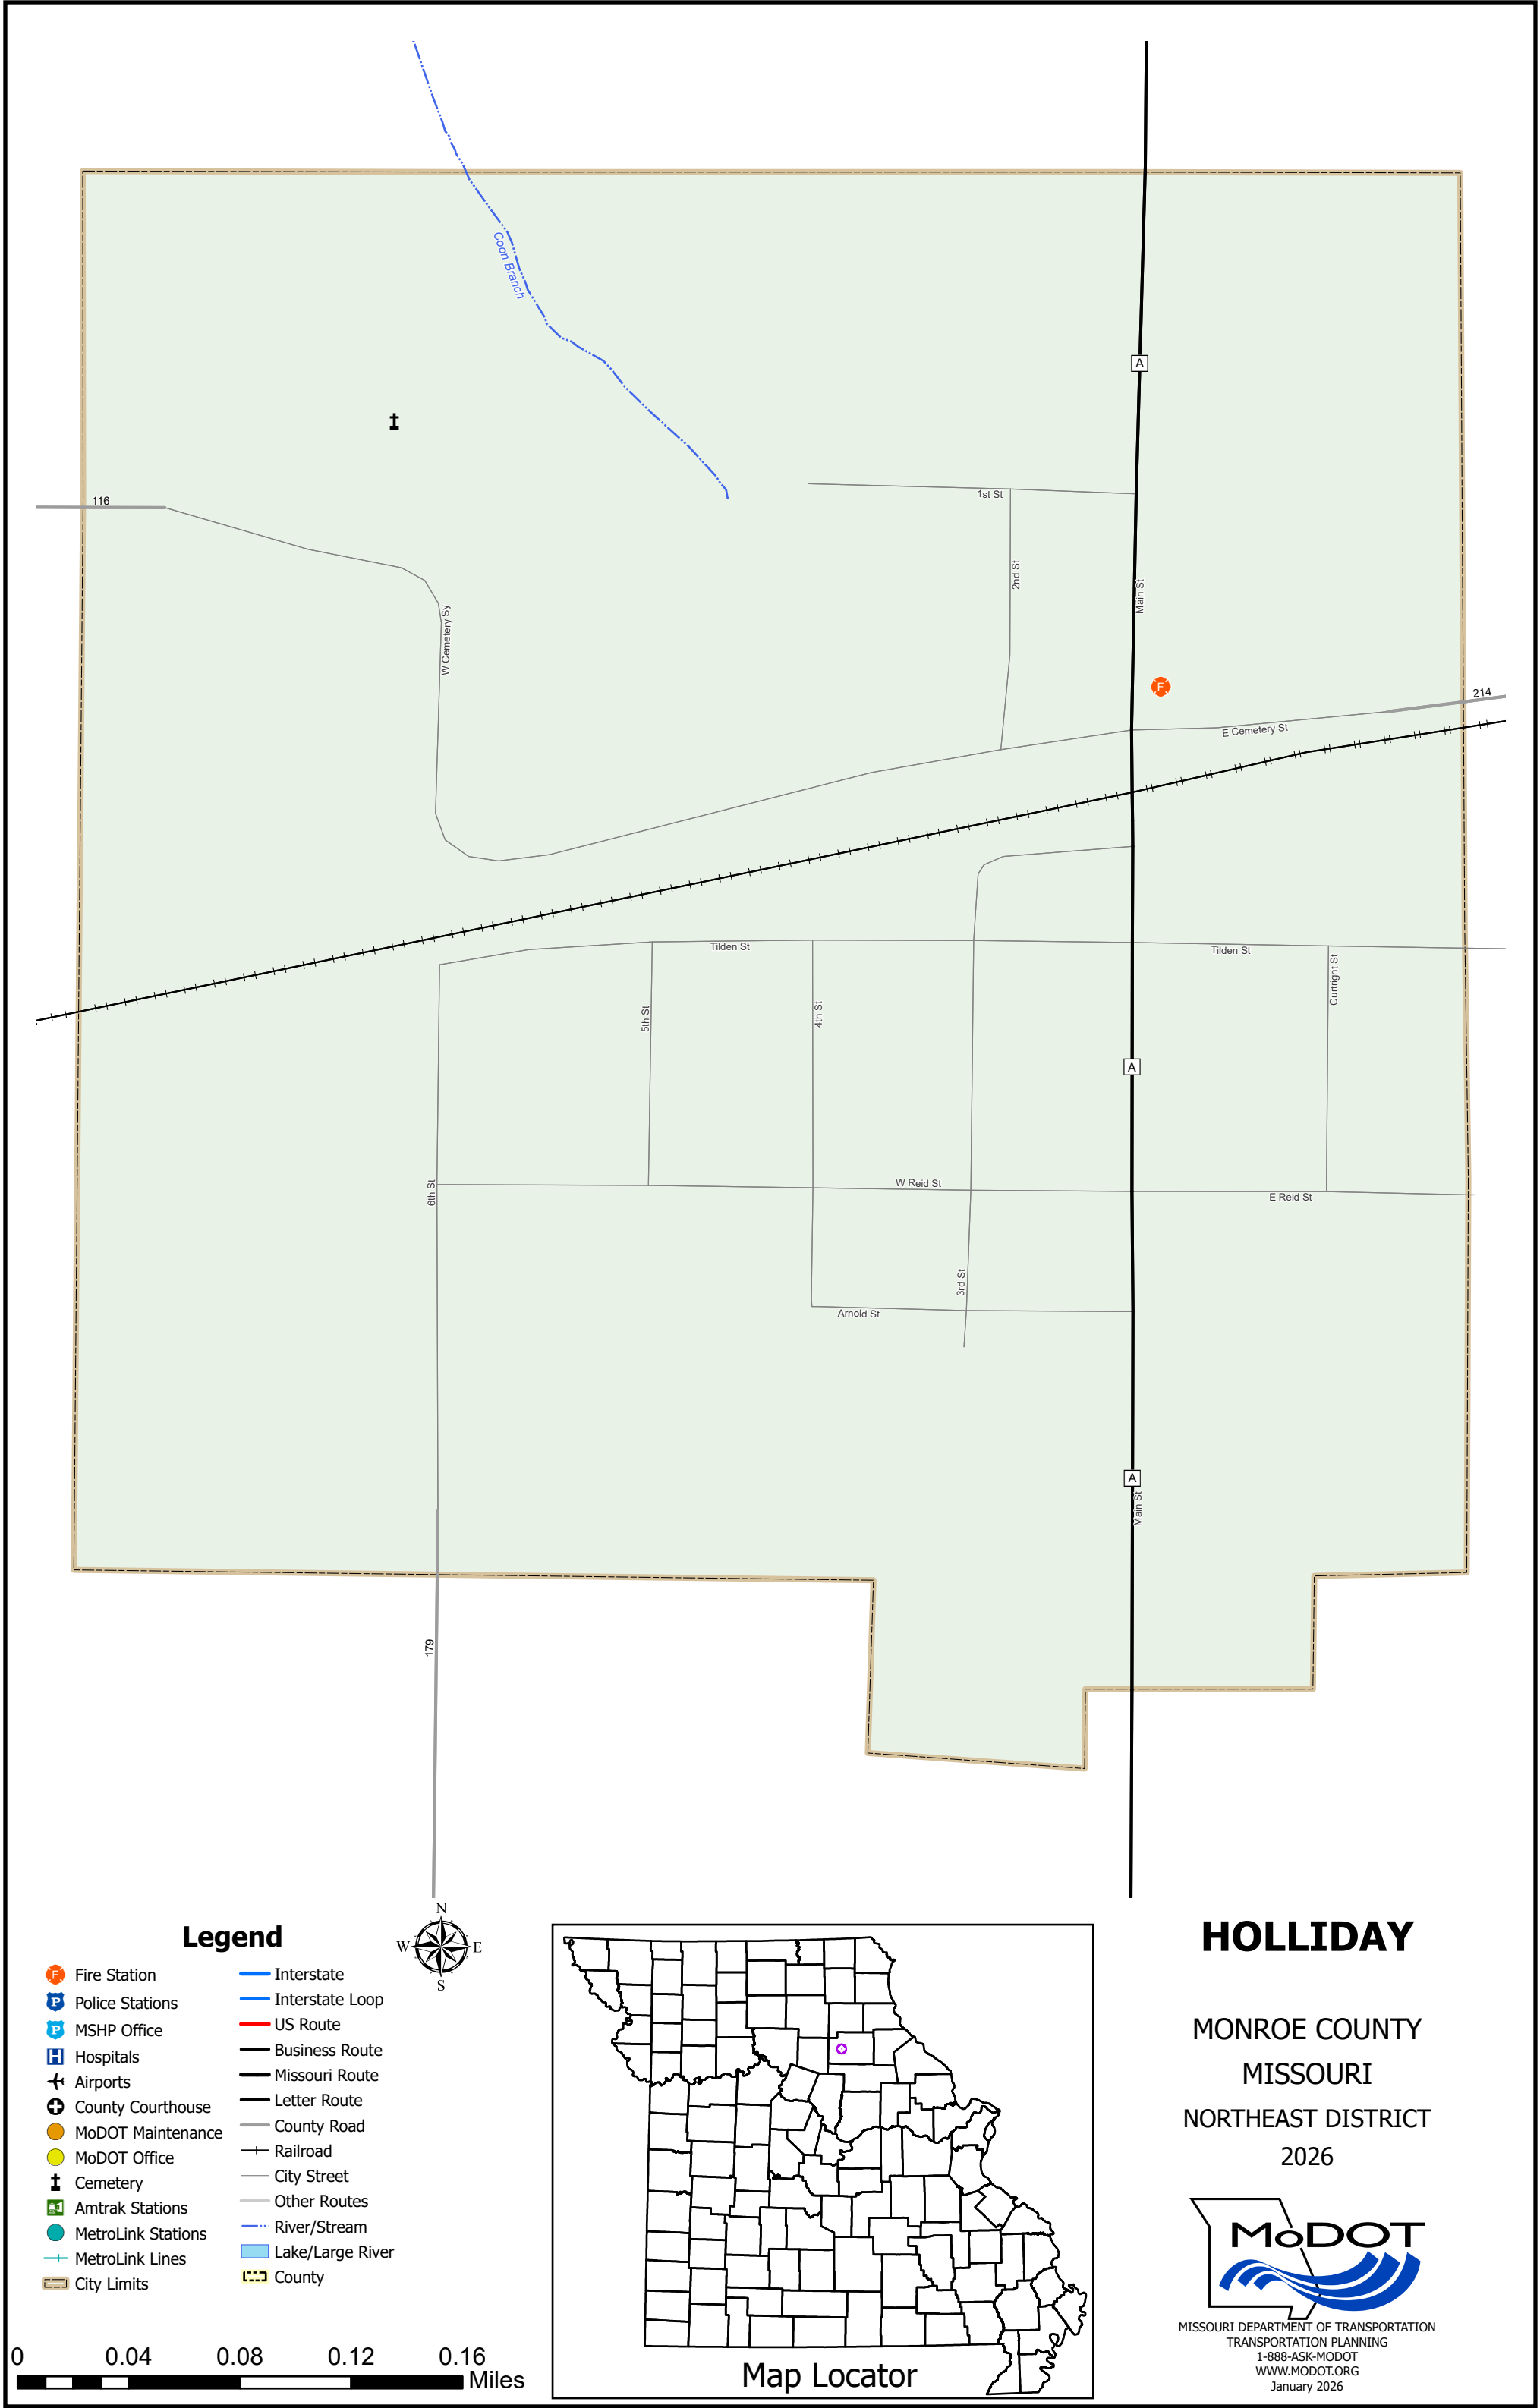 Coon Branch
A
116
1st St
2nd St
Main St
W Cemetery Sy
F
214
E Cemetery St
Tilden St
Tilden St
Curtright St
5th St
4th St
A
6th St
W Reid St
E Reid St
3rd St
Arnold St
A
Main St
179
Legend
Fire Station
Police Stations
MSHP Office
Hospitals
Airports
County Courthouse
MoDOT Maintenance
MoDOT Office
Cemetery
Amtrak Stations
MetroLink Stations
MetroLink Lines
City Limits
Interstate
Interstate Loop
US Route
Business Route
Missouri Route
Letter Route
County Road
Railroad
City Street
Other Routes
River/Stream
Lake/Large River
County
N
W E
S
0 0.04 0.08 0.12 0.16
Miles
Map Locator
HOLLIDAY
MONROE COUNTY
MISSOURI
NORTHEAST DISTRICT
2026
MoDOT
MISSOURI DEPARTMENT OF TRANSPORTATION
TRANSPORTATION PLANNING
1-888-ASK-MODOT
WWW.MODOT.ORG
January 2026